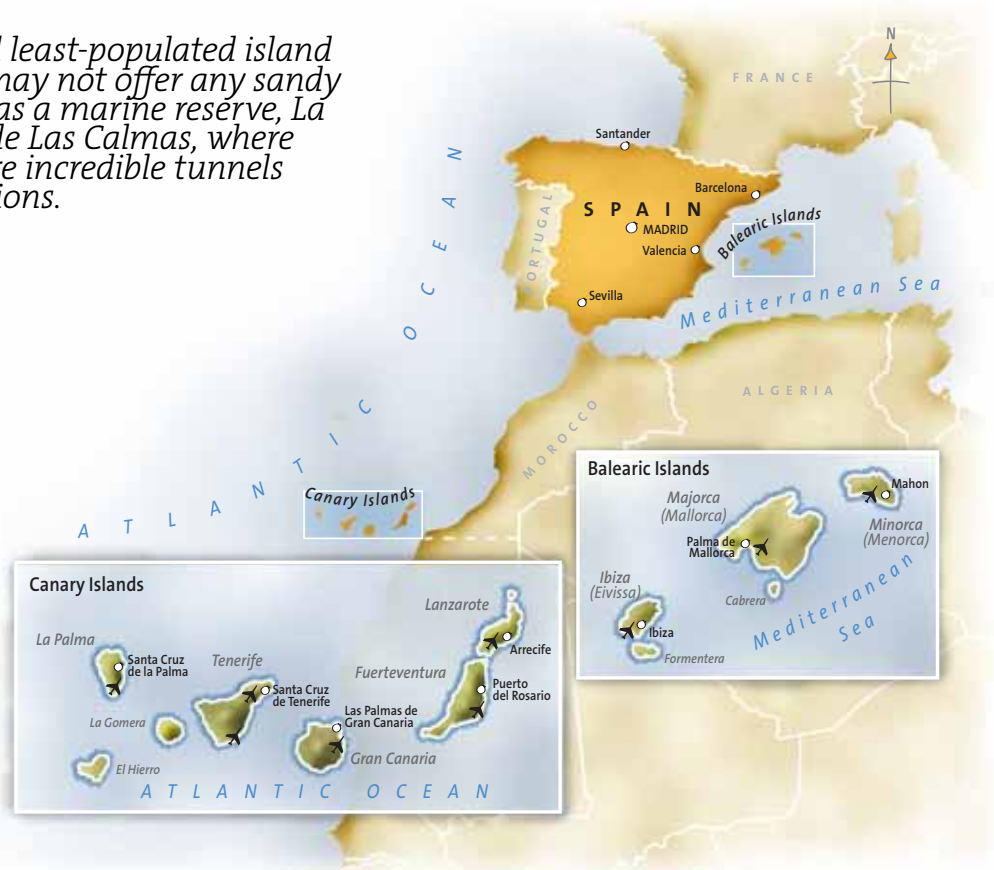 least-populated island
may not offer any sandy
as a marine reserve, La
de Las Calmas, where
incredible tunnels
N
FRANCE
Santander
Barcelona
SPAIN
MADRID
Balearic Islands
PORTUGAL
Valencia
Sevilla
Mediterranean Sea
ATLANTIC OCEAN
ALGERIA
MOROCCO
Canary Islands
Balearic Islands
Mahon
Majorca
(Mallorca)
Minorca
(Menorca)
Palma de
Mallorca
Ibiza
(Eivissa)
Cabrera
Ibiza
Formentera
Mediterranean
Sea
Canary Islands
Lanzarote
La Palma
Arrecife
Santa Cruz
de la Palma
Tenerife
Fuerteventura
Santa Cruz
de Tenerife
Puerto
del Rosario
La Gomera
Las Palmas de
Gran Canaria
Gran Canaria
El Hierro
ATLANTIC OCEAN